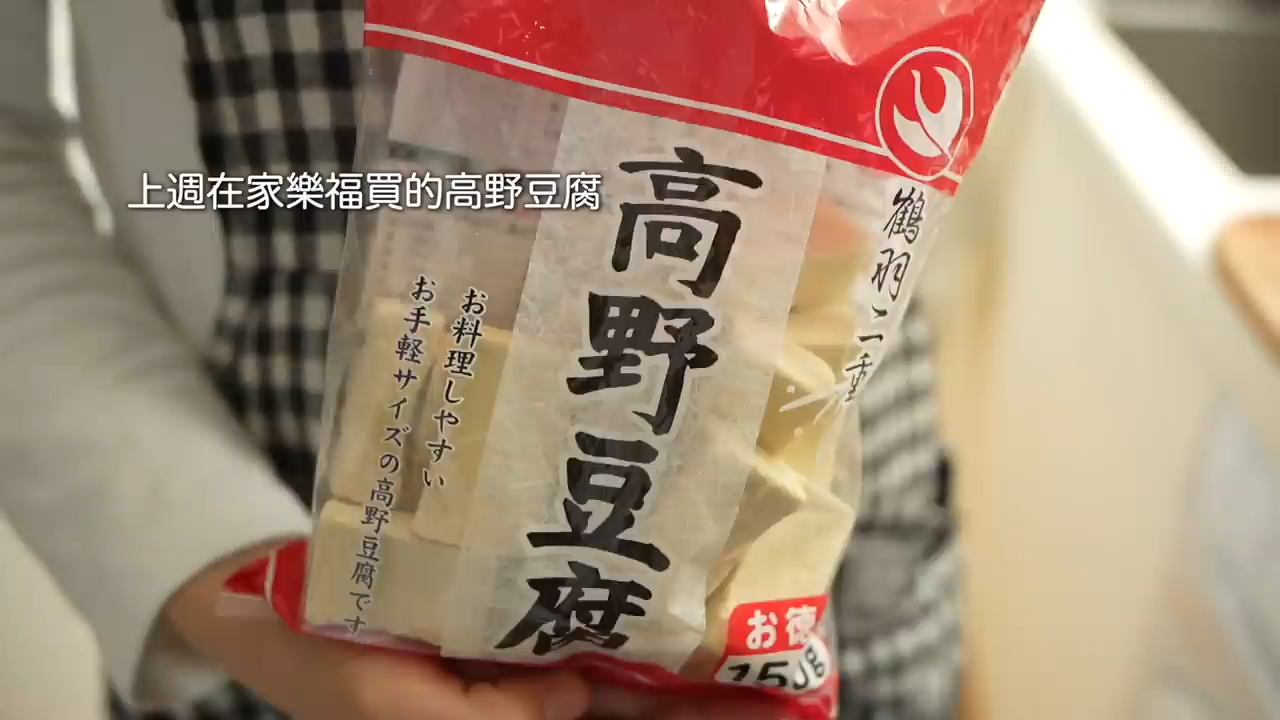 上週在家樂福買的高野豆腐
高野豆腐
鶴羽二重
お料理しやすい
お手軽サイズの高野豆腐です
お徳
150g